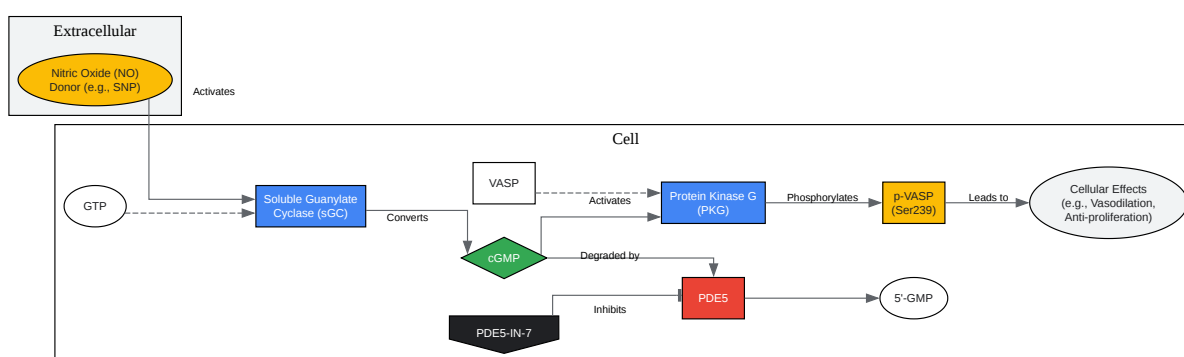 Extracellular
Nitric Oxide (NO)
Donor (e.g., SNP)
Activates
Cell
GTP
Soluble Guanylate
Cyclase (sGC)
Converts
VASP
Activates
Protein Kinase G
(PKG)
Phosphorylates
p-VASP
(Ser239)
Leads to
Cellular Effects
(e.g., Vasodilation,
Anti-proliferation)
cGMP
Degraded by
PDE5
5'-GMP
Inhibits
PDE5-IN-7